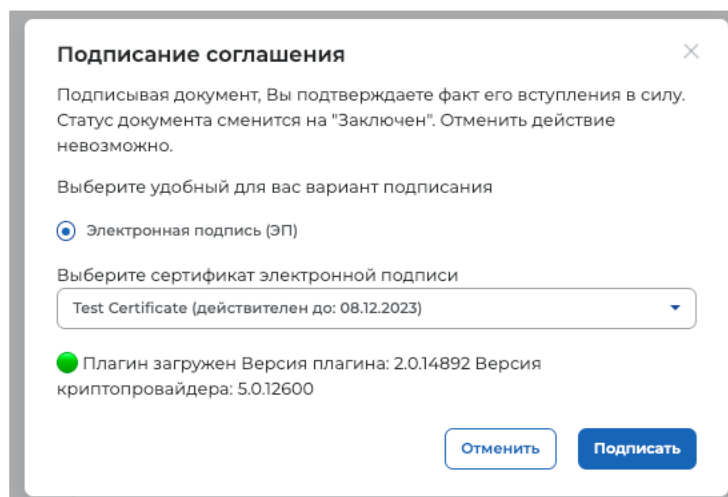 Подписание соглашения
Подписывая документ, Вы подтверждаете факт его вступления в силу.
Статус документа сменится на "Заключен". Отменить действие
невозможно.
Выберите удобный для вас вариант подписания
Электронная подпись (ЭП)
Выберите сертификат электронной подписи
Test Certificate (действителен до: 08.12.2023)
Плагин загружен Версия плагина: 2.0.14892 Версия
криптопровайдера: 5.0.12600
Отменить
Подписать